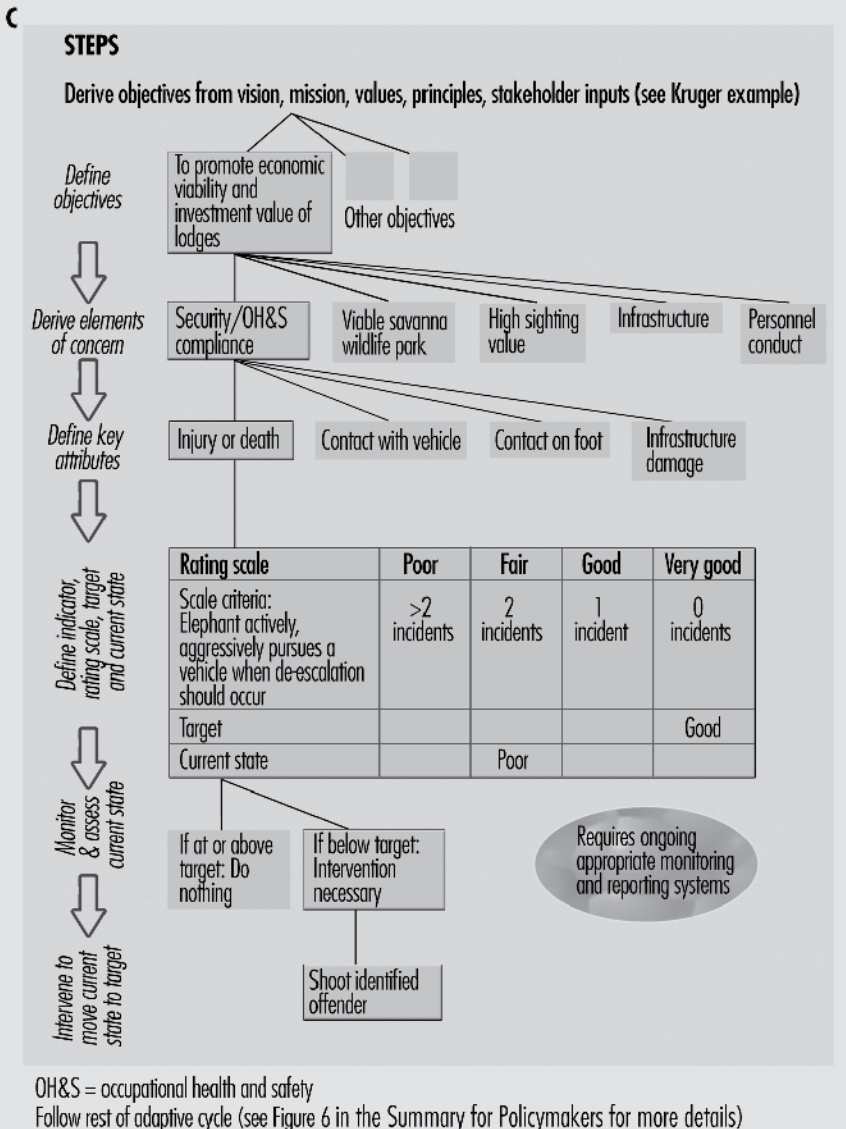 C
STEPS
Derive objectives from vision, mission, values, principles, stakeholder inputs (see Kruger example)
Define
objectives
To promote economic
viability and
investment value of
lodges
Other objectives
Derive elements
of concern
Security/OH&S
compliance
Viable savanna
wildlife park
High sighting
value
Infrastructure
Personnel
conduct
Define key
attributes
Injury or death
Contact with vehicle
Contact on foot
Infrastructure
damage
Define indicator,
rating scale, target
and current state
Rating scale Poor Fair Good Very good
Scale criteria:
Elephant actively,
aggressively pursues a
vehicle when de-escalation
should occur
>2
incidents
2
incidents
1
incident
0
incidents
Target Good
Current state Poor
Monitor
& assess
current state
If at or above
target: Do
nothing
If below target:
Intervention
necessary
Requires ongoing
appropriate monitoring
and reporting systems
Intervene to
move current
state to target
Shoot identified
offender
OH&S = occupational health and safety
Follow rest of adaptive cycle (see Figure 6 in the Summary for Policymakers for more details)